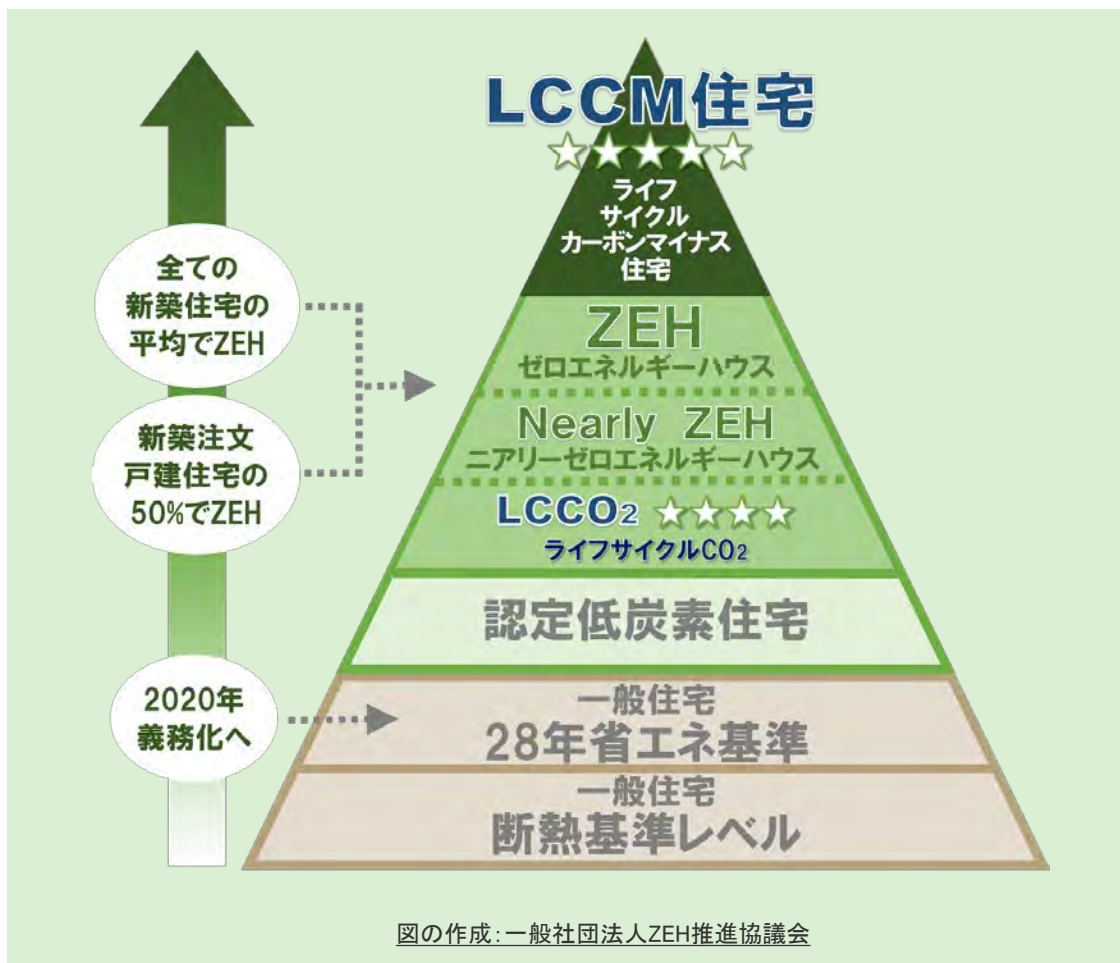 LCCM住宅
☆☆☆☆☆
ライフ
サイクル
カーボンマイナス
住宅
全ての
新築住宅の
平均でZEH
ZEH
ゼロエネルギーハウス
新築注文
戸建住宅の
50%でZEH
Nearly ZEH
ニアリーゼロエネルギーハウス
LCCO₂ ☆☆☆☆
ライフサイクルCO₂
認定低炭素住宅
2020年
義務化へ
一般住宅
28年省エネ基準
一般住宅
断熱基準レベル
図の作成：一般社団法人ZEH推進協議会